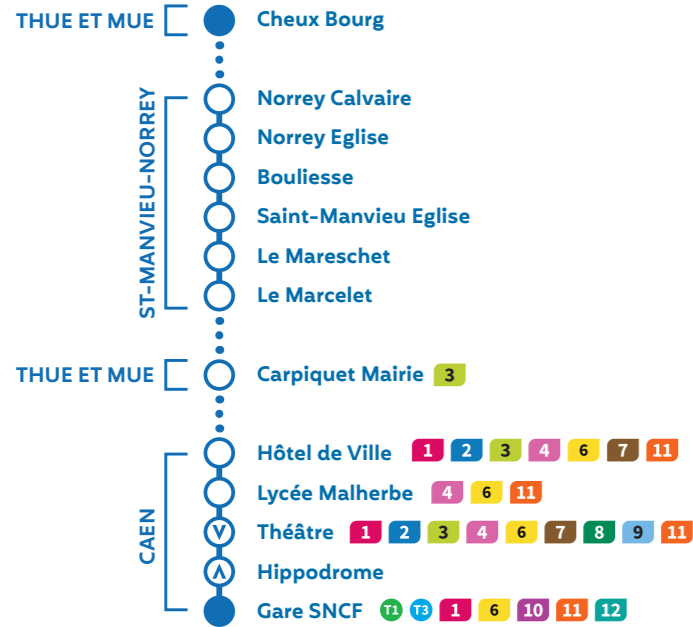 THUE ET MUE Cheux Bourg
ST-MANVIEU-NORREY
Norrey Calvaire
Norrey Eglise
Bouliesse
Saint-Manvieu Eglise
Le Mareschet
Le Marcelet
THUE ET MUE Carpiquet Mairie 3
CAEN
Hôtel de Ville 1 2 3 4 6 7 11
Lycée Malherbe 4 6 11
Théâtre 1 2 3 4 6 7 8 9 11
Hippodrome
Gare SNCF T1 T3 1 6 10 11 12